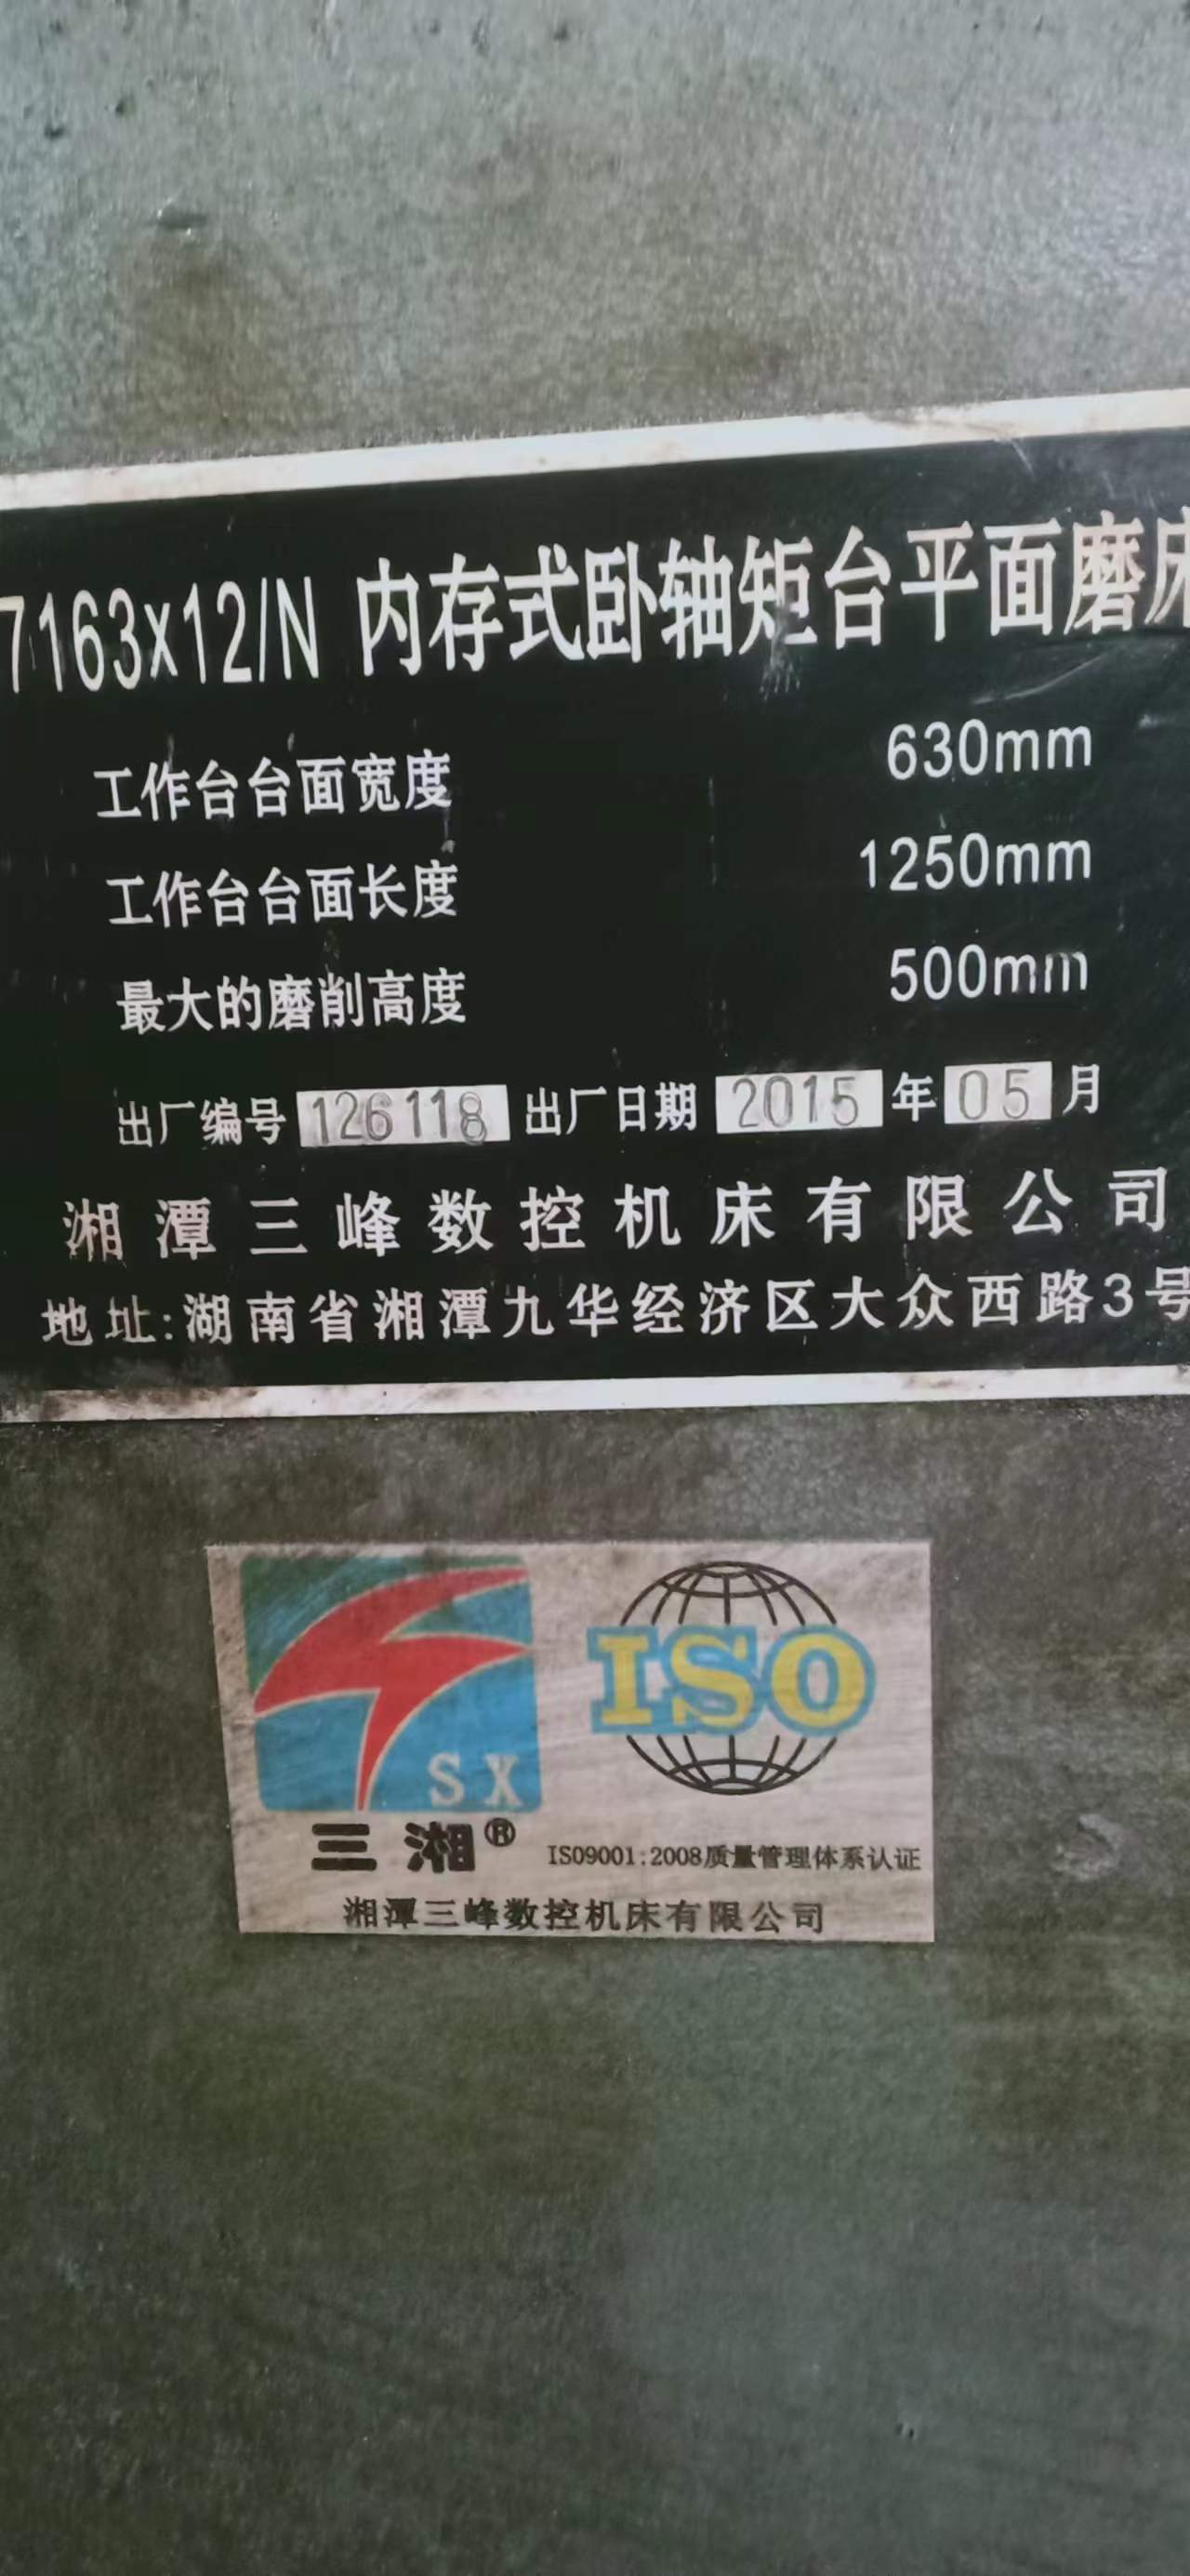 7163x12/N 内存式卧轴矩台平面磨床
工作台台面宽度 630mm
工作台台面长度 1250mm
最大的磨削高度 500mm
出厂编号 126118 出厂日期 2015 年 05 月
湘潭三峰数控机床有限公司
地址:湖南省湘潭九华经济区大众西路3号
SX
ISO
三湘®
ISO9001:2008质量管理体系认证
湘潭三峰数控机床有限公司